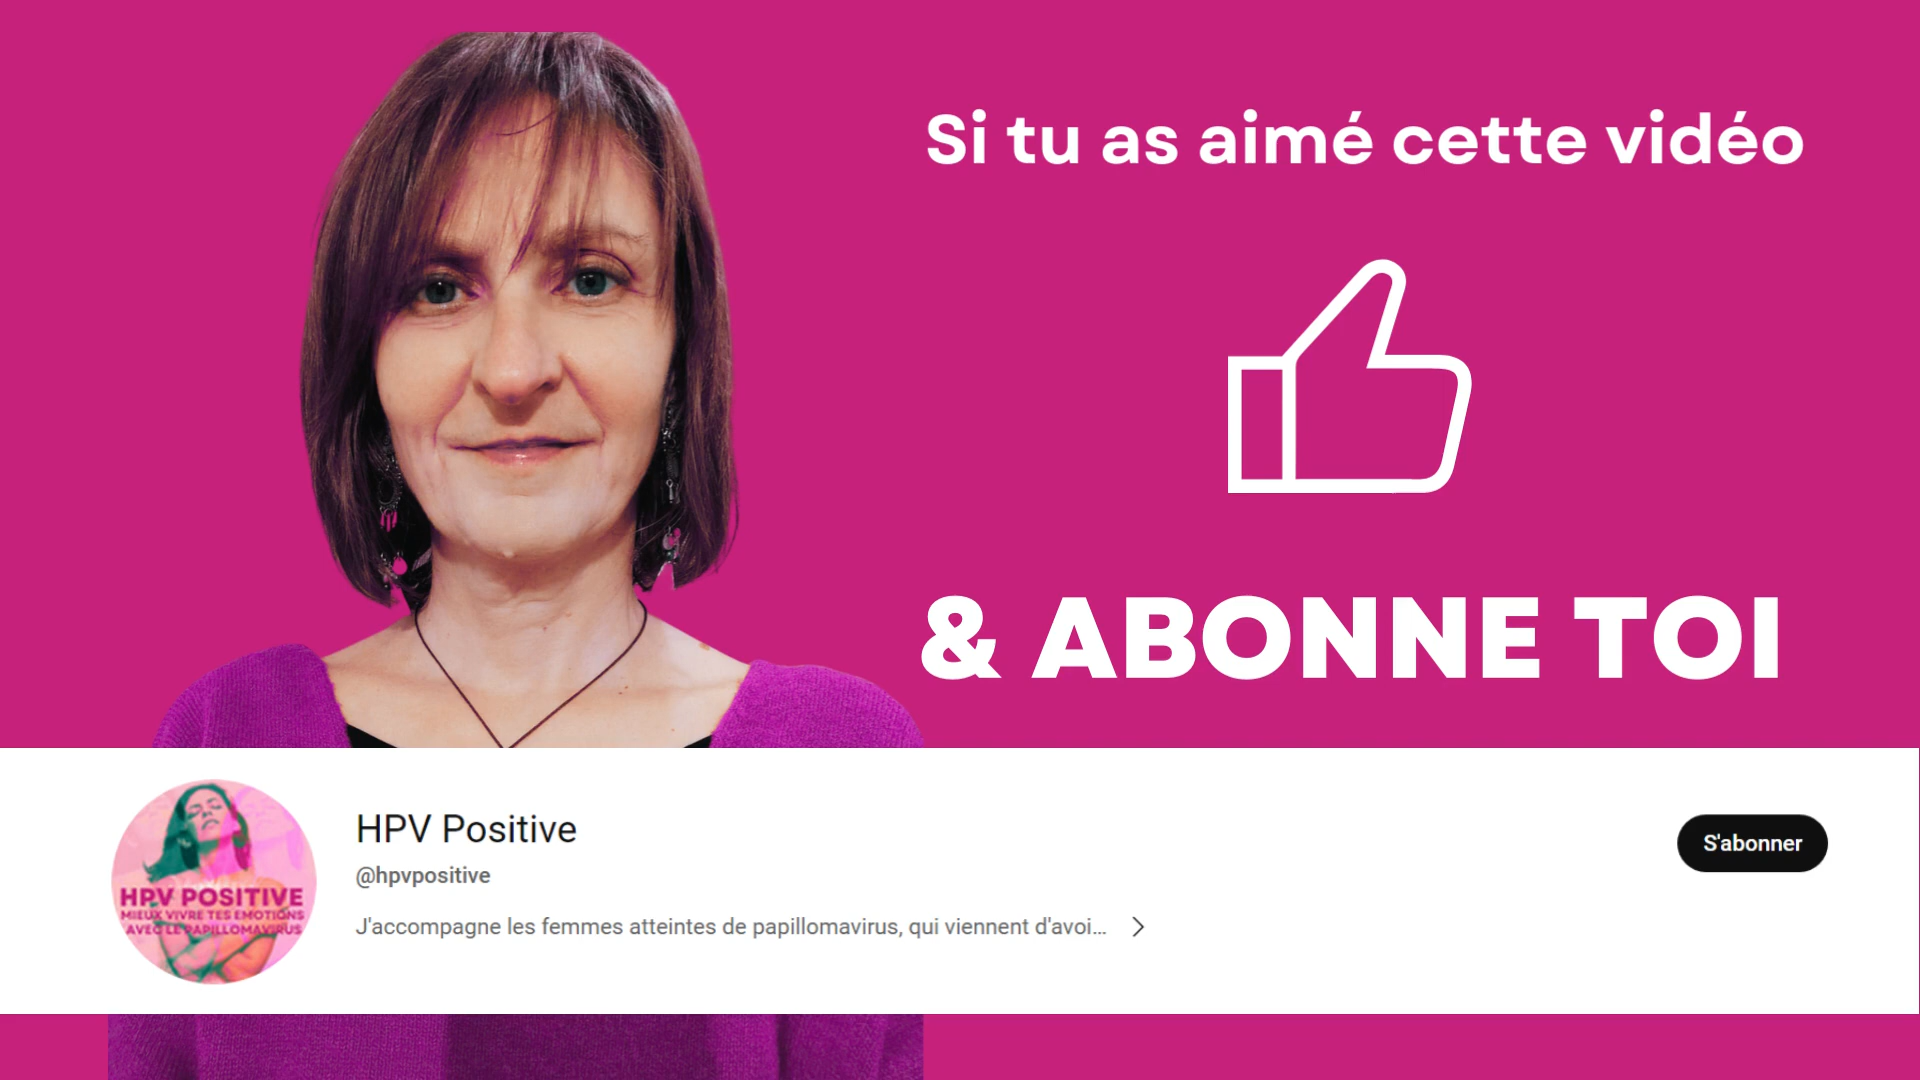 Si tu as aimé cette vidéo
& ABONNE TOI
HPV Positive
@hpvpositive
J'accompagne les femmes atteintes de papillomavirus, qui viennent d'avoi...
S'abonner
HPV POSITIVE
MIEUX VIVRE TES EMOTIONS
AVEC LE PAPILLOMAVIRUS